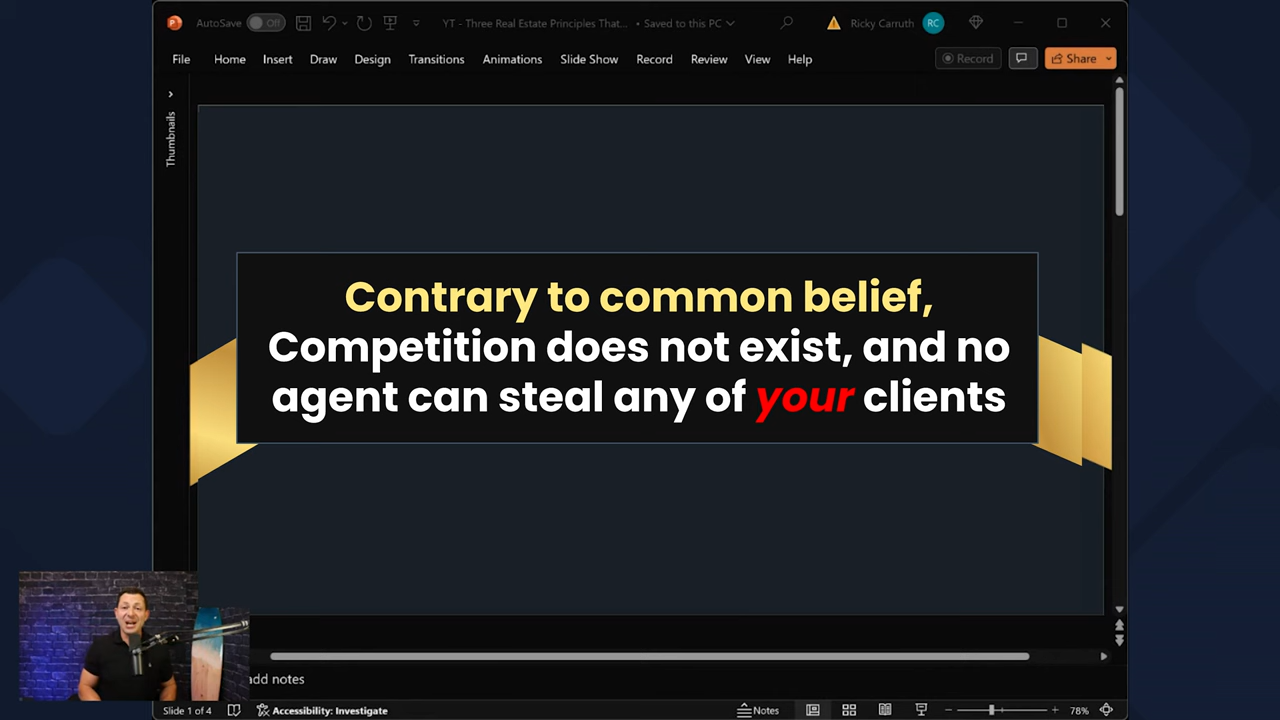 AutoSave Off YT - Three Real Estate Principles That... • Saved to this PC Ricky Carruth RC
File Home Insert Draw Design Transitions Animations Slide Show Record Review View Help Record Share
Thumbnails
Contrary to common belief,
Competition does not exist, and no
agent can steal any of your clients
add notes
Slide 1 of 4 Accessibility: Investigate Notes 78%